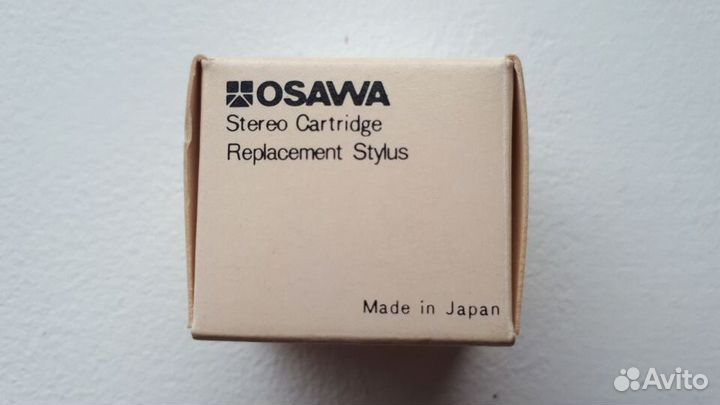 OSAWA
Stereo Cartridge
Replacement Stylus
Made in Japan
Avito